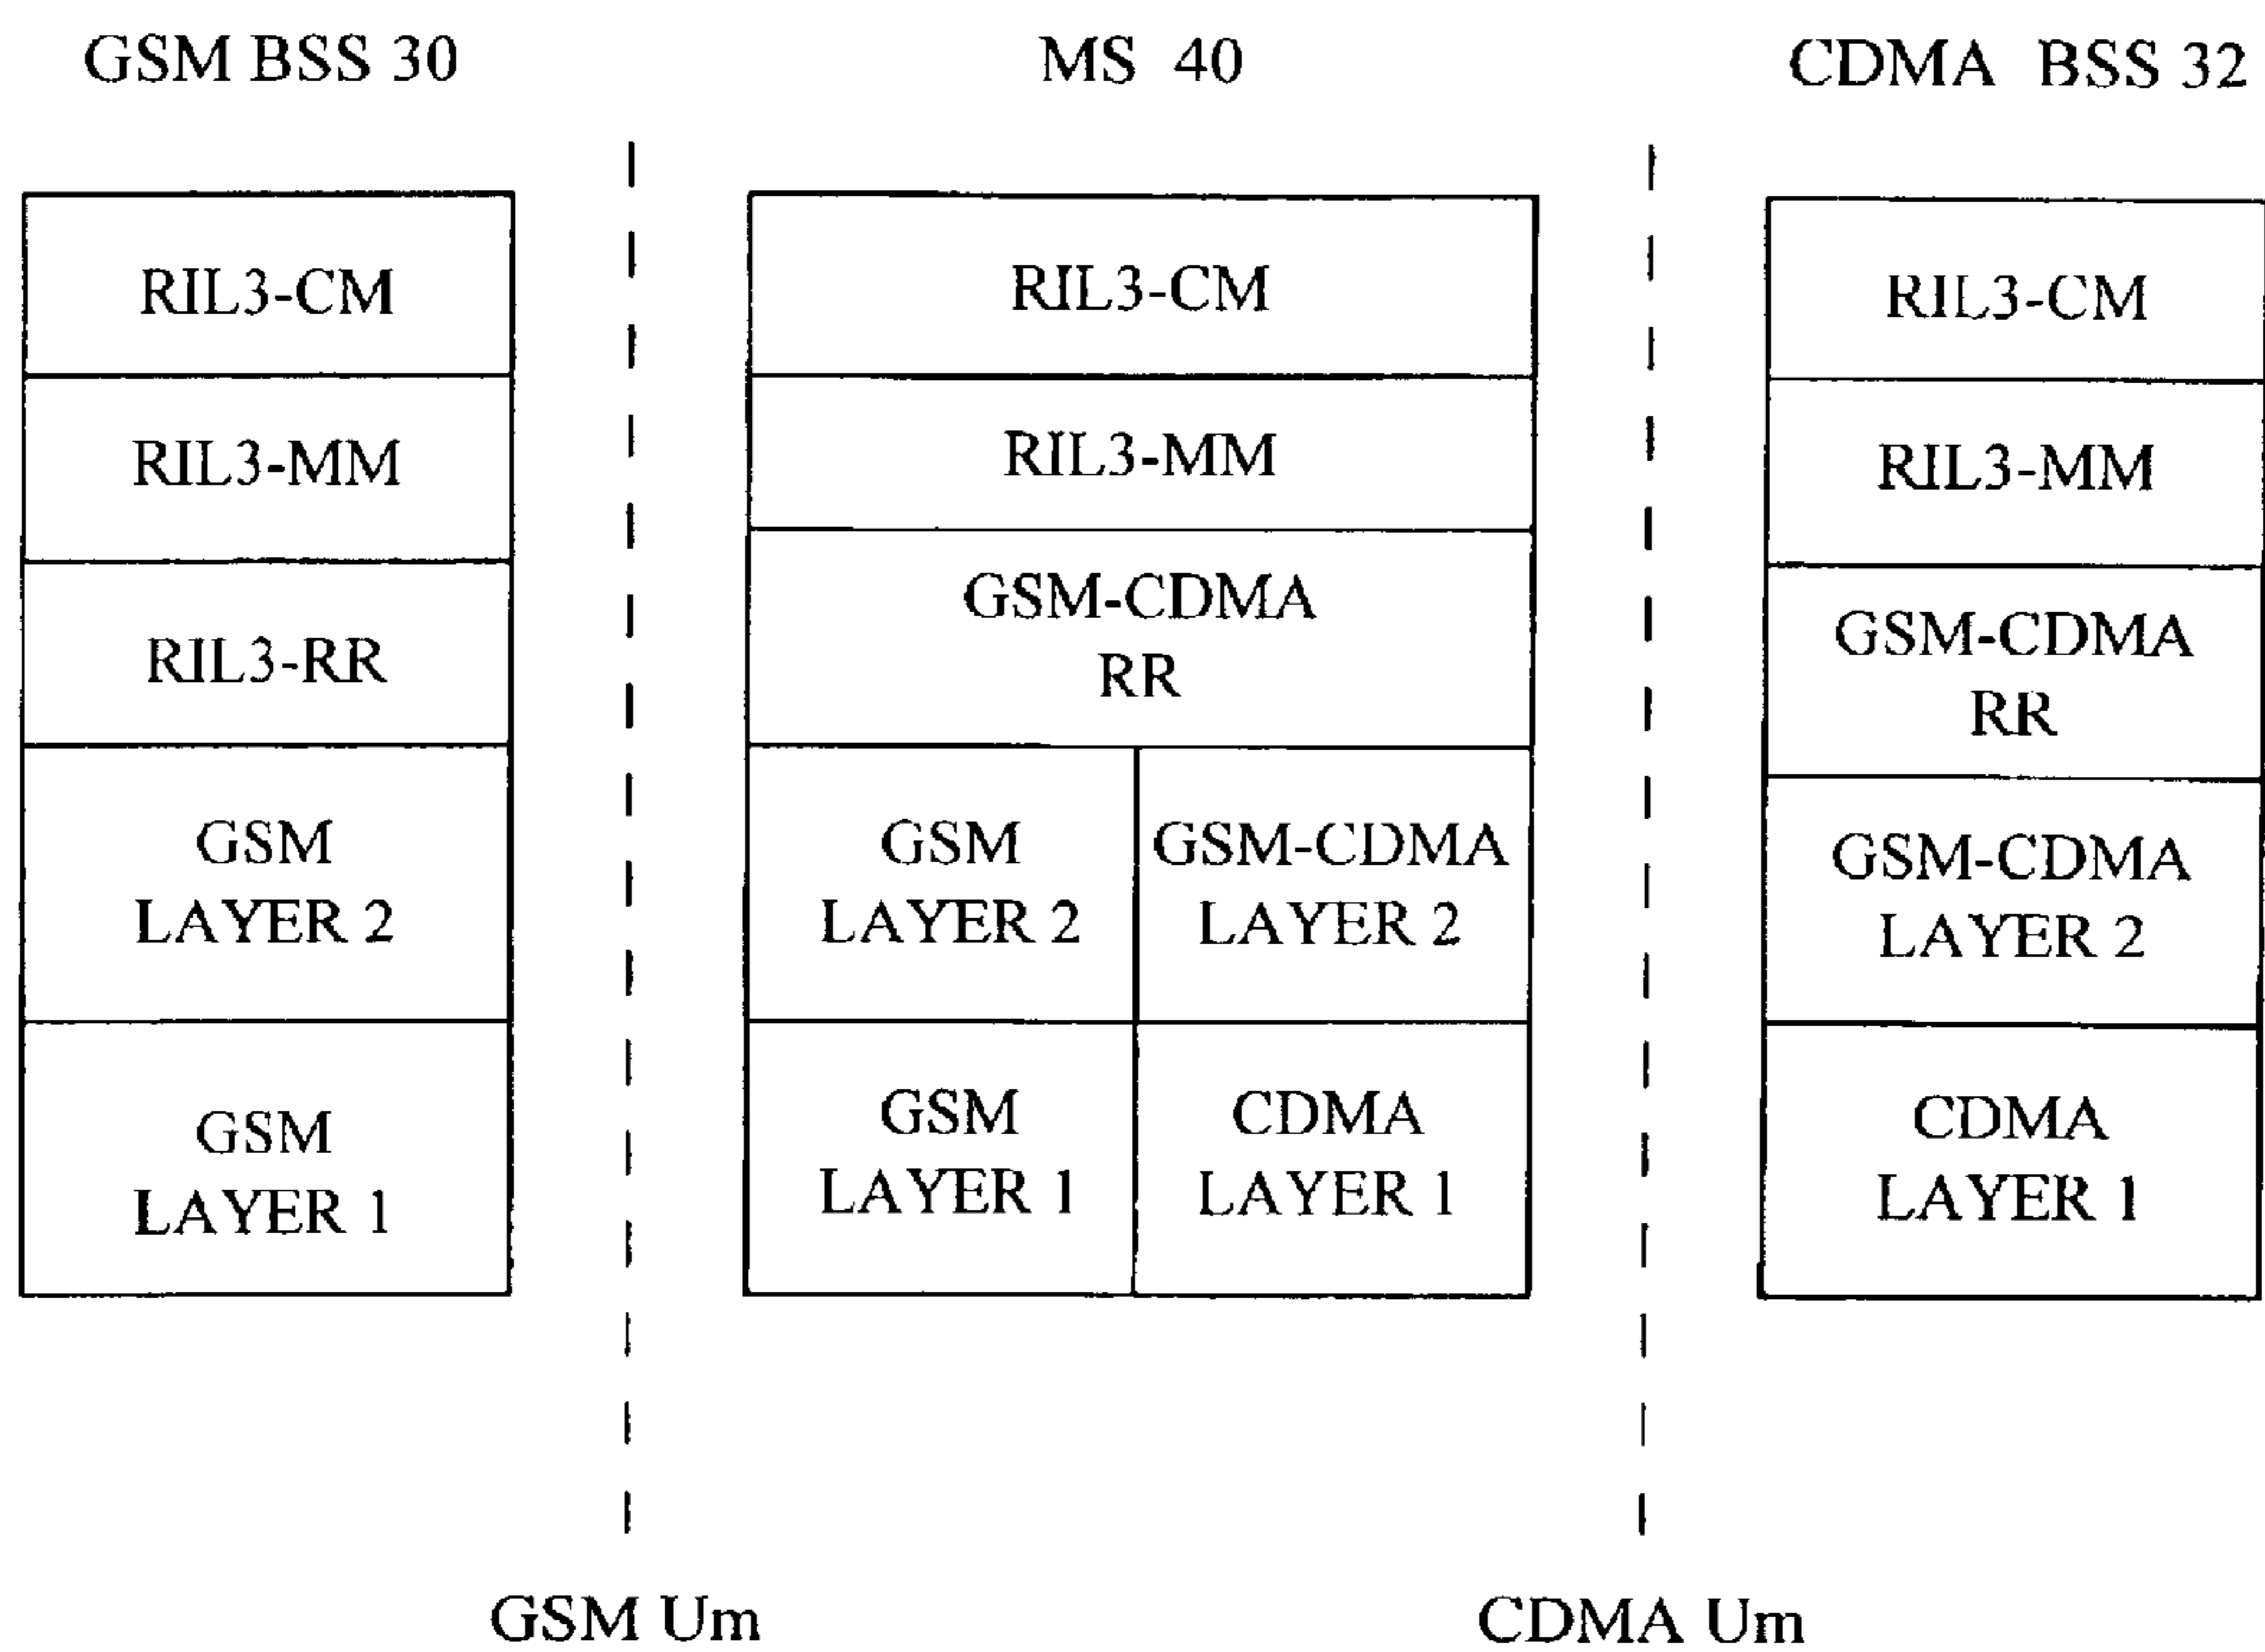 GSM BSS 30
MS 40
CDMA BSS 32
RIL3-CM
RIL3-MM
RIL3-RR
GSM
LAYER 2
GSM
LAYER 1
RIL3-CM
RIL3-MM
GSM-CDMA
RR
GSM
LAYER 2
GSM-CDMA
LAYER 2
GSM
LAYER 1
CDMA
LAYER 1
RIL3-CM
RIL3-MM
GSM-CDMA
RR
GSM-CDMA
LAYER 2
CDMA
LAYER 1
GSM Um
CDMA Um